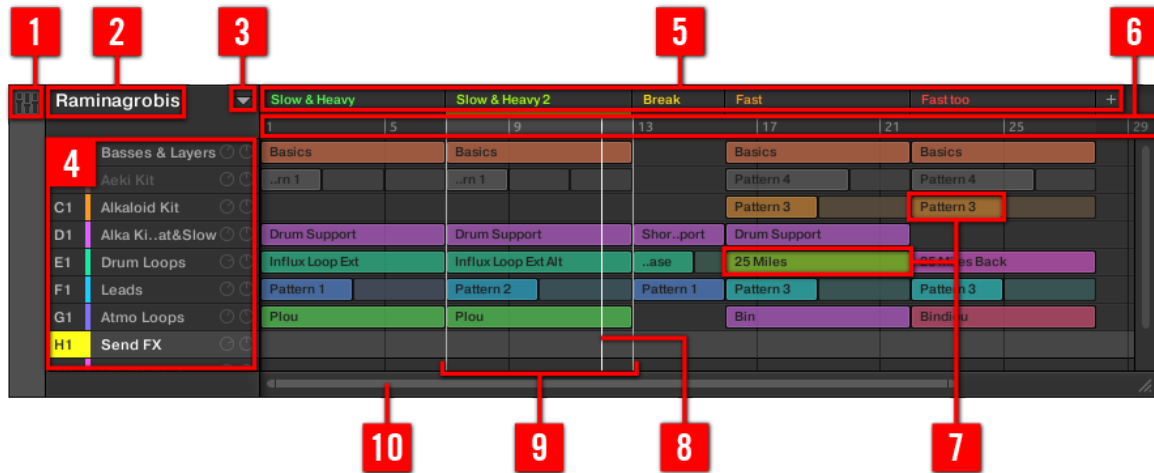 1 2 3 5 6
Raminagrobis Slow & Heavy Slow & Heavy 2 Break Fast Fast too +
1 5 9 13 17 21 25 29
4 Basses & Layers Basics Basics Basics Basics
Aeki Kit ..rn 1 ..rn 1 Pattern 4 Pattern 4
C1 Alkaloid Kit Pattern 3 Pattern 3
D1 Alka Ki..at&Slow Drum Support Drum Support Shor..port Drum Support
E1 Drum Loops Influx Loop Ext Influx Loop Ext Alt ..ase 25 Miles 25 Miles Back
F1 Leads Pattern 1 Pattern 2 Pattern 1 Pattern 3 Pattern 3
G1 Atmo Loops Plou Plou Bin Bindiou
H1 Send FX
10 9 8 7